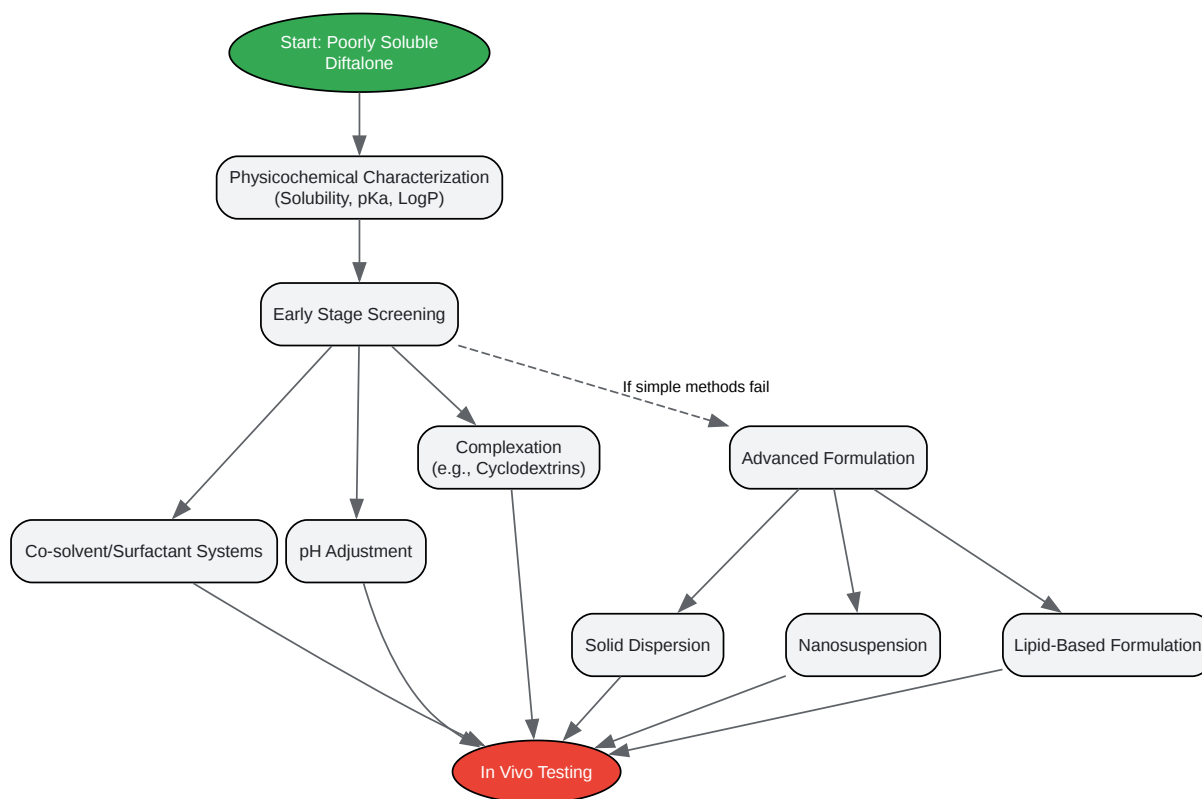 Start: Poorly Soluble
Diftalone
Physicochemical Characterization
(Solubility, pKa, LogP)
Early Stage Screening
If simple methods fail
Complexation
(e.g., Cyclodextrins)
Advanced Formulation
Co-solvent/Surfactant Systems
pH Adjustment
Solid Dispersion
Nanosuspension
Lipid-Based Formulation
In Vivo Testing